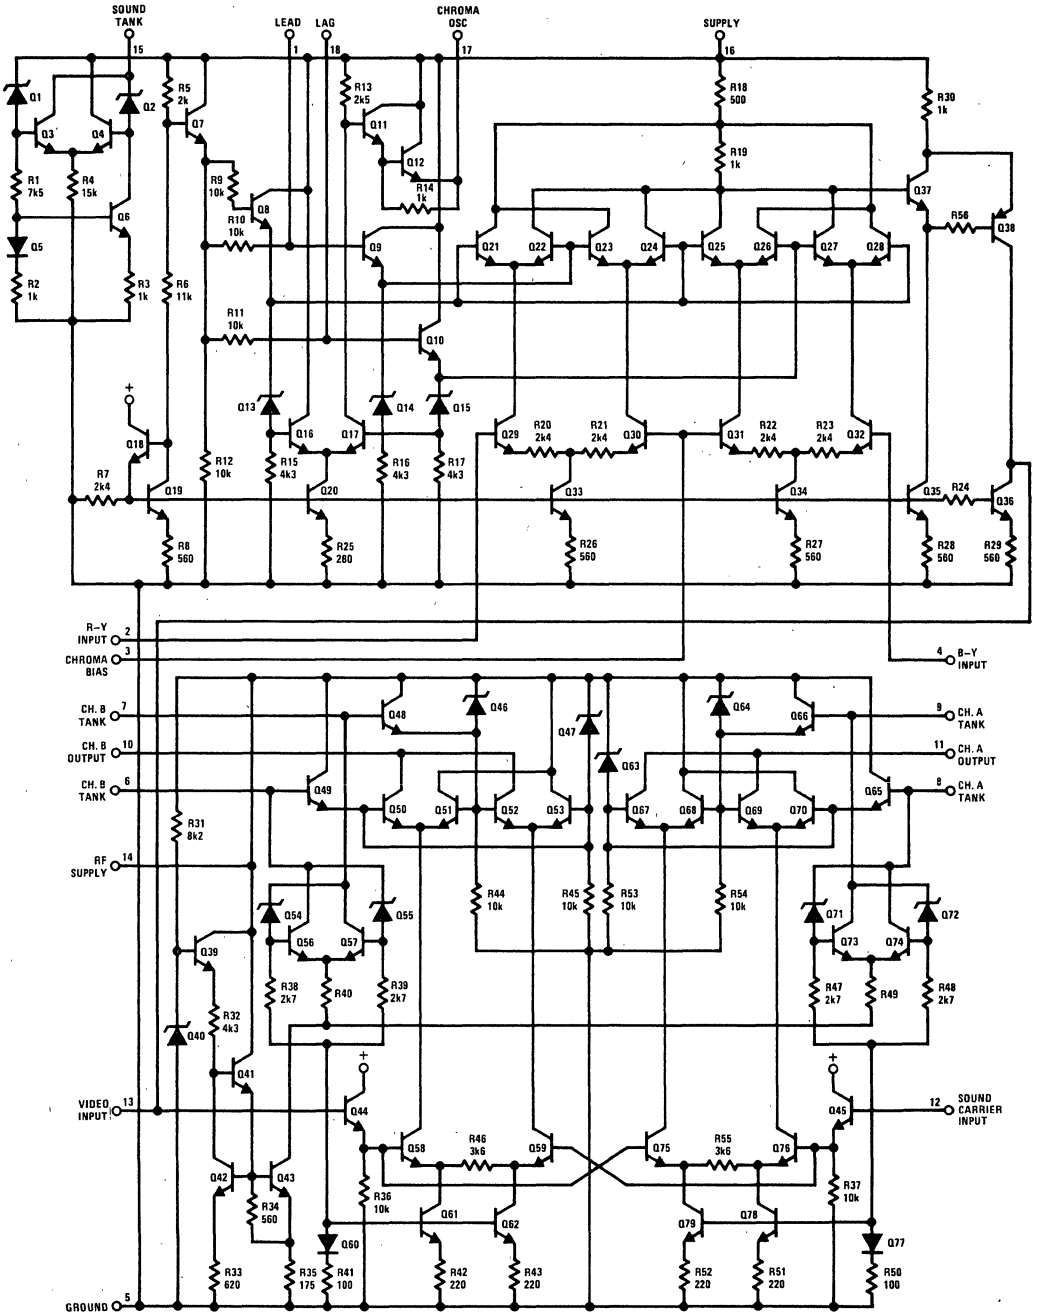 SOUND
TANK
15
LEAD
1
LAG
18
CHROMA
OSC
17
SUPPLY
16
Q1
Q2
Q3
Q4
R5
2k
Q7
R13
2k5
Q11
Q12
R18
500
R30
1k
R1
7k5
R4
15k
R9
10k
R14
1k
R19
1k
Q37
Q6
Q8
R10
10k
R56
Q38
Q5
Q9
Q21
Q22
Q23
Q24
Q25
Q26
Q27
Q28
R2
1k
R3
1k
R6
11k
R11
10k
Q10
+
Q13
Q14
Q15
Q16
Q17
Q29
R20
2k4
R21
2k4
Q30
Q31
R22
2k4
R23
2k4
Q32
Q18
R12
10k
R15
4k3
R16
4k3
R17
4k3
R7
2k4
Q19
Q20
Q33
Q34
Q35
R24
Q36
R8
560
R25
280
R26
560
R27
560
R28
560
R29
560
R-Y
INPUT
2
CHROMA
BIAS
3
4
B-Y
INPUT
CH. B
TANK
7
Q48
Q46
Q47
Q64
Q66
9
CH. A
TANK
CH. B
OUTPUT
10
Q63
11
CH. A
OUTPUT
CH. B
TANK
6
Q49
Q50
Q51
Q52
Q53
Q67
Q68
Q69
Q70
Q65
8
CH. A
TANK
R31
8k2
RF
SUPPLY
14
R44
10k
R45
10k
R53
10k
R54
10k
Q54
Q55
Q71
Q72
Q39
Q56
Q57
Q73
Q74
R38
2k7
R40
R39
2k7
R47
2k7
R49
R48
2k7
R32
4k3
Q40
+
+
Q41
VIDEO
INPUT
13
Q44
Q45
12
SOUND
CARRIER
INPUT
Q58
R46
3k6
Q59
Q75
R55
3k6
Q76
Q42
Q43
R34
560
R36
10k
R37
10k
Q61
Q62
Q79
Q78
Q60
Q77
R33
620
R35
175
R41
100
R42
220
R43
220
R52
220
R51
220
R50
100
GROUND
5